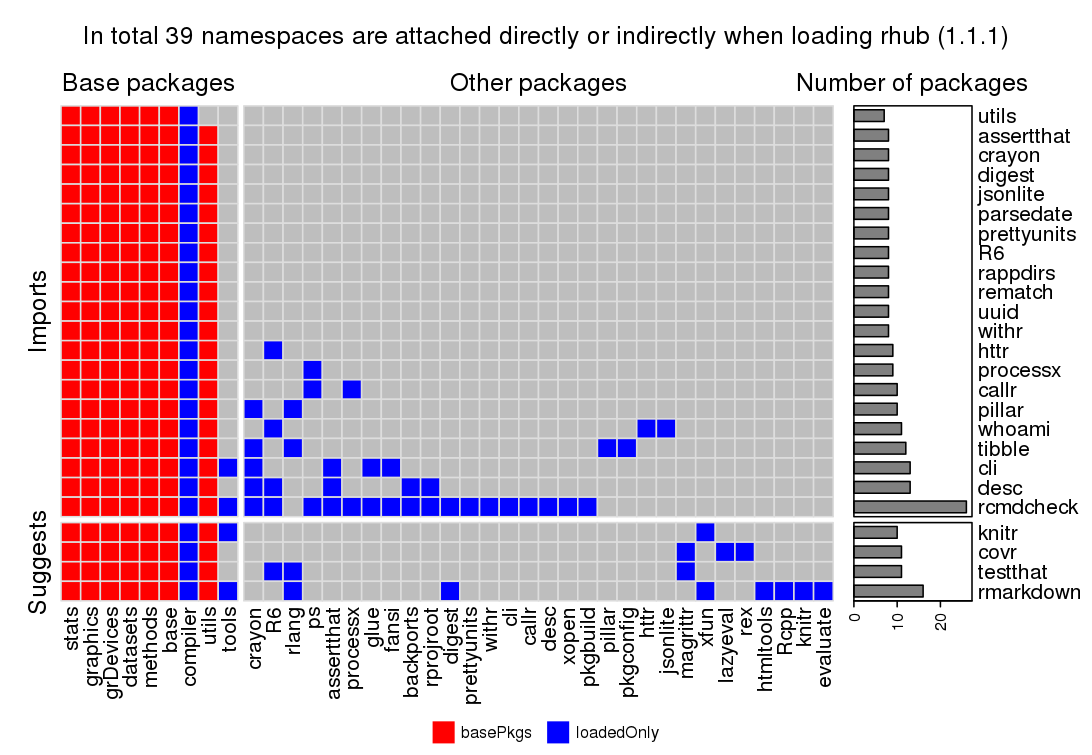 In total 39 namespaces are attached directly or indirectly when loading rhub (1.1.1)
Base packages
Other packages
Number of packages
Imports
Suggests
utils
assertthat
crayon
digest
jsonlite
parsedate
prettyunits
R6
rappdirs
rematch
uuid
withr
httr
processx
callr
pillar
whoami
tibble
cli
desc
rcmdcheck
knitr
covr
testthat
rmarkdown
0
10
20
stats
graphics
grDevices
datasets
methods
base
compiler
utils
tools
crayon
R6
rlang
ps
assertthat
processx
glue
fansi
backports
rprojroot
digest
prettyunits
withr
cli
callr
desc
xopen
pkgbuild
pillar
pkgconfig
httr
jsonlite
magrittr
xfun
lazyeval
rex
htmltools
Rcpp
knitr
evaluate
basePkgs
loadedOnly